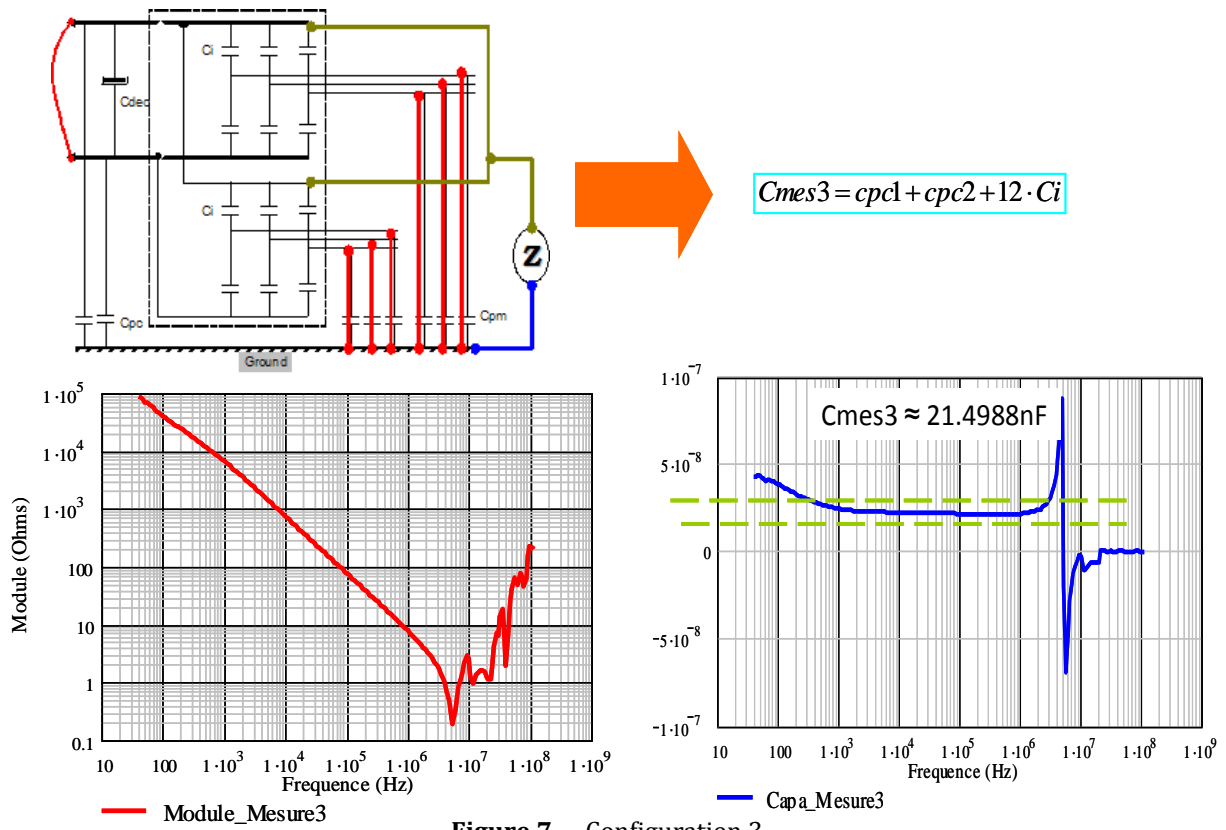 Ci
Cdec
Ci
Cpc
Cpm
Z
Ground
Cmes3 = cpc1 + cpc2 + 12 · Ci
1·10^5
1·10^4
1·10^3
100
10
1
0.1
Module (Ohms)
10 100 1·10^3 1·10^4 1·10^5 1·10^6 1·10^7 1·10^8 1·10^9
Frequence (Hz)
Module_Mesure3
Cmes3 ≈ 21.4988nF
1·10^-7
5·10^-8
0
-5·10^-8
-1·10^-7
10 100 1·10^3 1·10^4 1·10^5 1·10^6 1·10^7 1·10^8 1·10^9
Frequence (Hz)
Capa_Mesure3